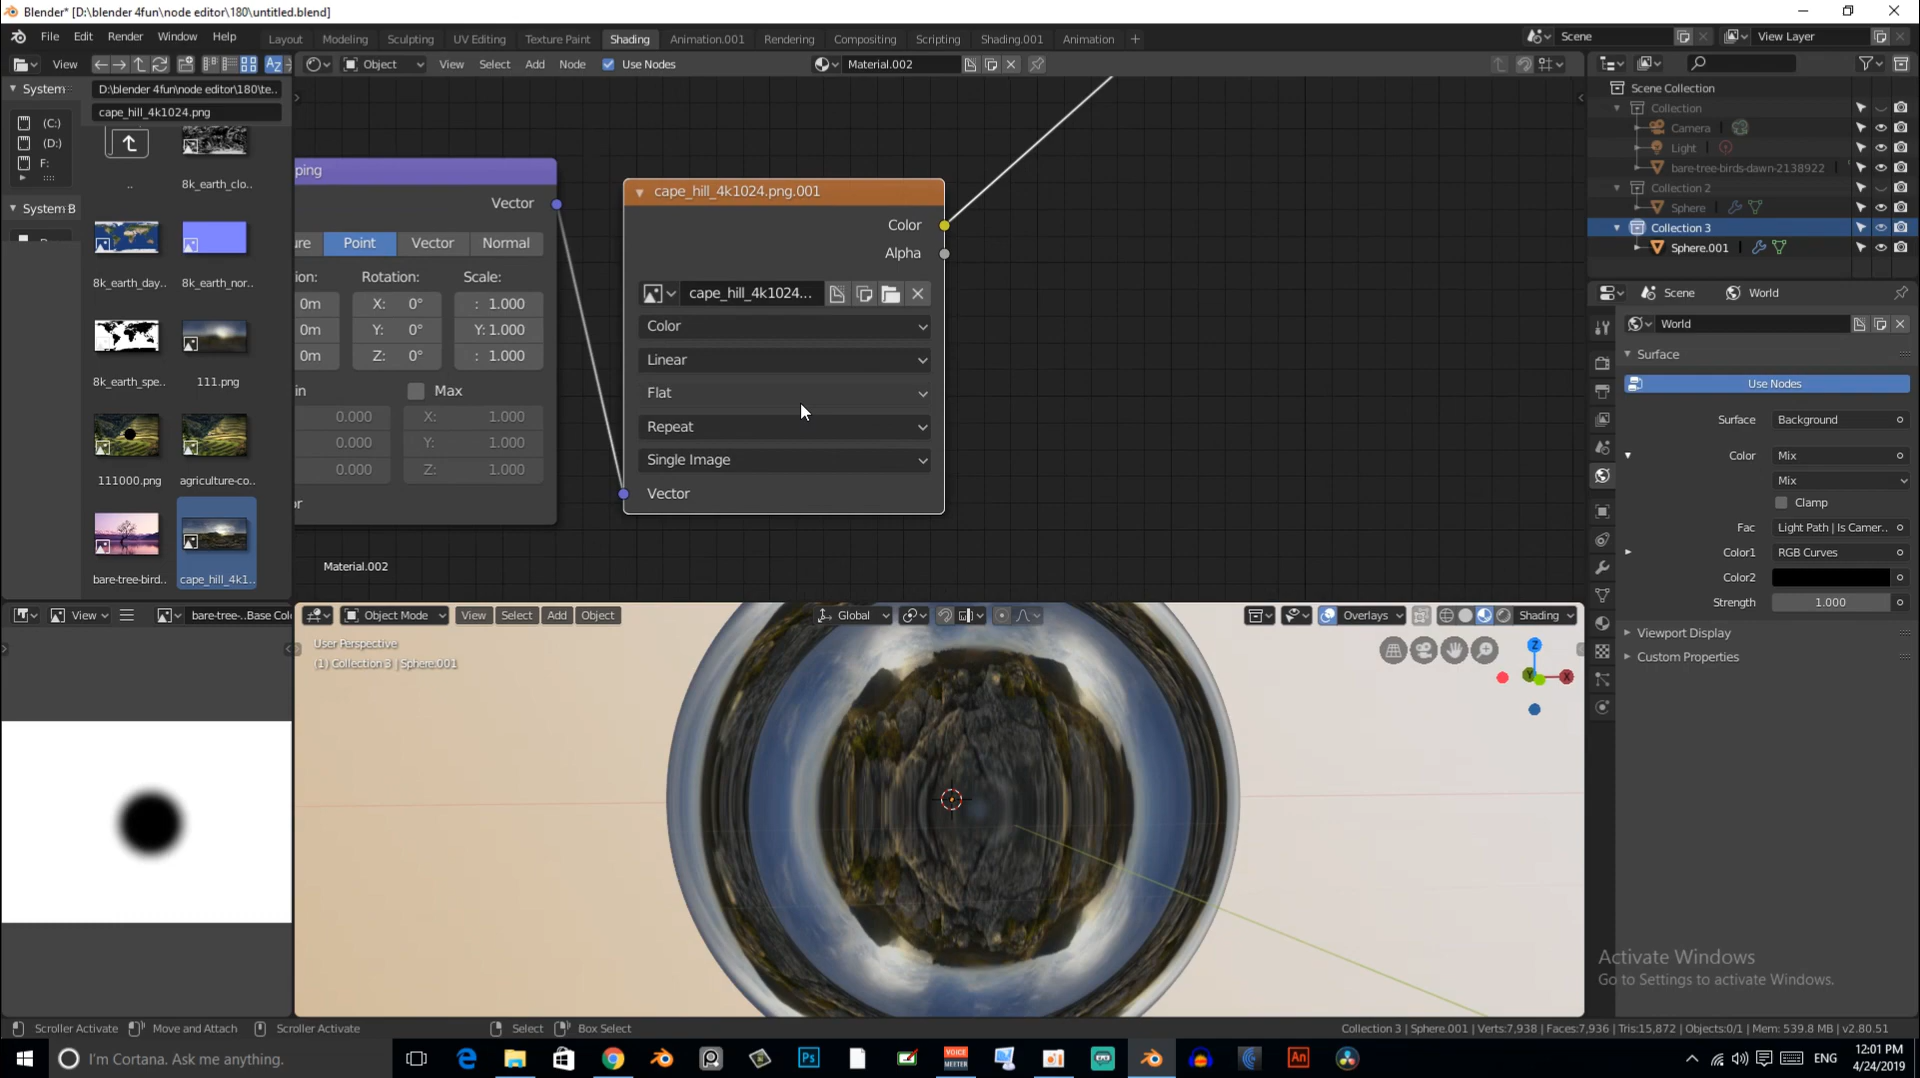 Blender* [D:\blender 4fun\node editor\180\untitled.blend]
File Edit Render Window Help
Layout Modeling Sculpting UV Editing Texture Paint Shading Animation.001 Rendering Compositing Scripting Shading.001 Animation +
Scene View Layer
View Object View Select Add Node Use Nodes Material.002
System
D:\blender 4fun\node editor\180\te..
cape_hill_4k1024.png
(C:)
(D:)
F:
System B
..
8k_earth_clo..
8k_earth_day..
8k_earth_nor..
8k_earth_spe..
111.png
111000.png
agriculture-co..
bare-tree-bird..
cape_hill_4k1..
ping
Vector
ure Point Vector Normal
ion: Rotation: Scale:
0m X: 0° : 1.000
0m Y: 0° Y: 1.000
0m Z: 0° : 1.000
in Max
0.000 X: 1.000
0.000 Y: 1.000
0.000 Z: 1.000
or
cape_hill_4k1024.png.001
Color
Alpha
cape_hill_4k1024...
Color
Linear
Flat
Repeat
Single Image
Vector
Material.002
Scene Collection
Collection
Camera
Light
bare-tree-birds-dawn-2138922
Collection 2
Sphere
Collection 3
Sphere.001
Scene World
World
Surface
Use Nodes
Surface Background
Color Mix
Mix
Clamp
Fac Light Path | Is Camer..
Color1 RGB Curves
Color2
Strength 1.000
Viewport Display
Custom Properties
View bare-tree-..Base Col
Object Mode View Select Add Object Global Overlays Shading
User Perspective
(1) Collection 3 | Sphere.001
Z
Y
X
Activate Windows
Go to Settings to activate Windows.
Scroller Activate Move and Attach Scroller Activate Select Box Select
Collection 3 | Sphere.001 | Verts:7,938 | Faces:7,936 | Tris:15,872 | Objects:0/1 | Mem: 539.8 MB | v2.80.51
I'm Cortana. Ask me anything.
Ps
VOICE
MEETER
An
ENG
12:01 PM
4/24/2019